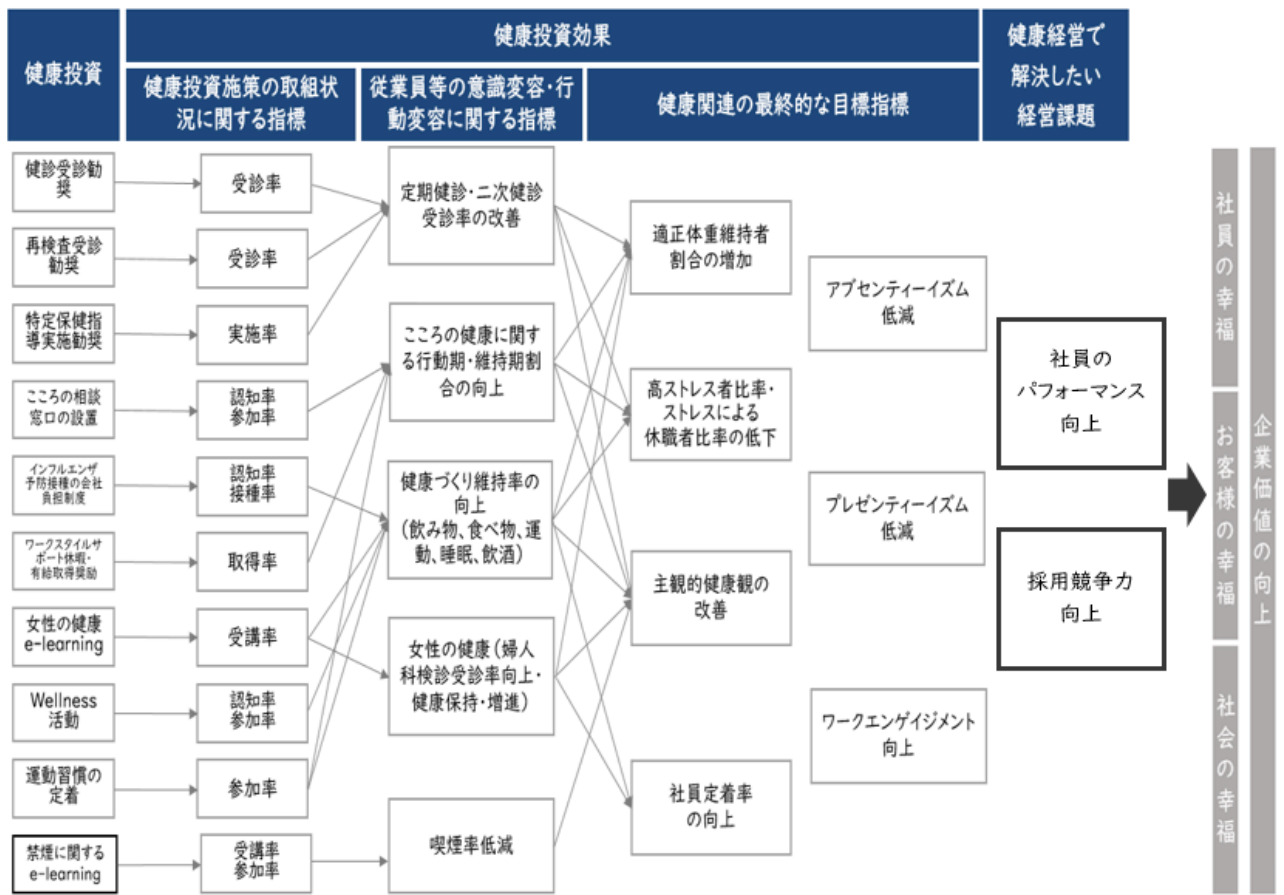 健康投資
健康投資効果
健康経営で
解決したい
経営課題
健康投資施策の取組状
況に関する指標
従業員等の意識変容・行
動変容に関する指標
健康関連の最終的な目標指標
健診受診勧
奨
再検査受診
勧奨
特定保健指
導実施勧奨
こころの相談
窓口の設置
インフルエンザ
予防接種の会社
負担制度
ワークスタイルサ
ポート休暇・
有給取得奨励
女性の健康
e-learning
Wellness
活動
運動習慣の
定着
禁煙に関する
e-learning
受診率
受診率
実施率
認知率
参加率
認知率
接種率
取得率
受講率
認知率
参加率
参加率
受講率
参加率
定期健診・二次健診
受診率の改善
こころの健康に関す
る行動期・維持期割
合の向上
健康づくり維持率の
向上
(飲み物、食べ物、運
動、睡眠、飲酒)
女性の健康(婦人
科検診受診率向上・
健康保持・増進)
喫煙率低減
適正体重維持者
割合の増加
高ストレス者比率・
ストレスによる
休職者比率の低下
主観的健康観の
改善
社員定着率
の向上
アブセンティーイズム
低減
プレゼンティーイズム
低減
ワークエンゲイジメント
向上
社員の
パフォーマンス
向上
採用競争力
向上
社員の幸福
お客様の幸福
社会の幸福
企業価値の向上